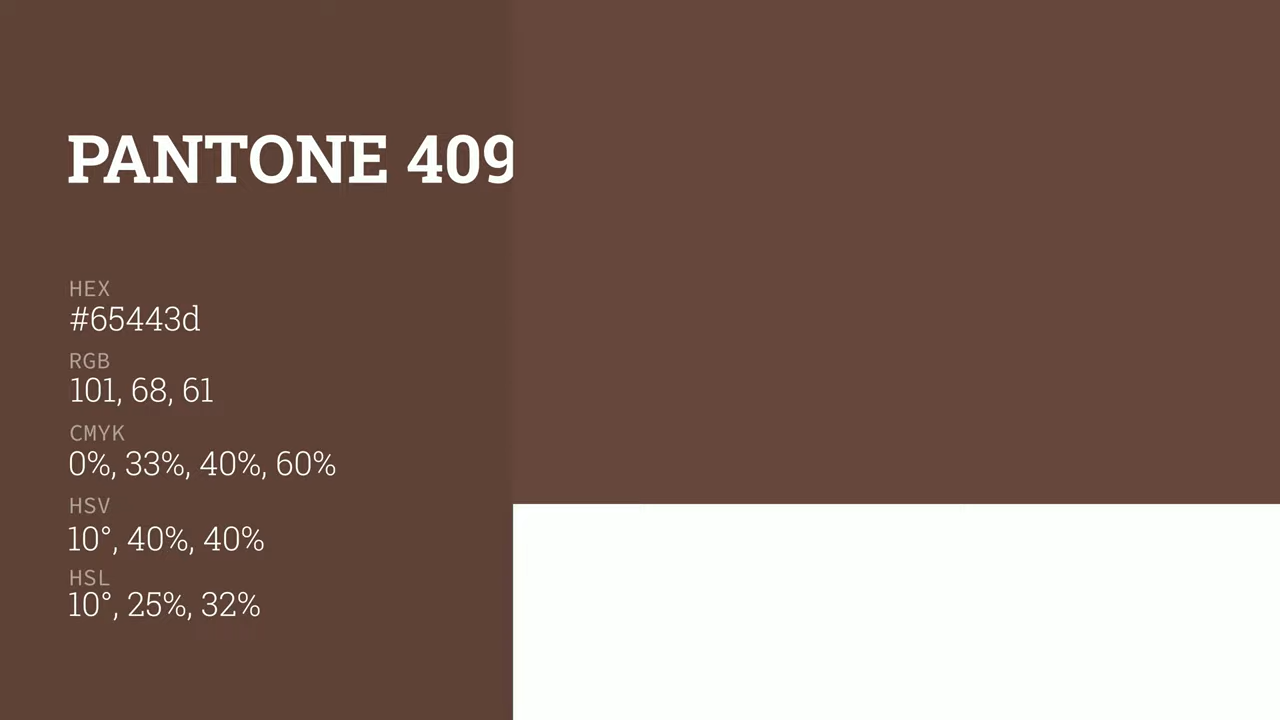 PANTONE 409
HEX
#65443d
RGB
101, 68, 61
CMYK
0%, 33%, 40%, 60%
HSV
10°, 40%, 40%
HSL
10°, 25%, 32%